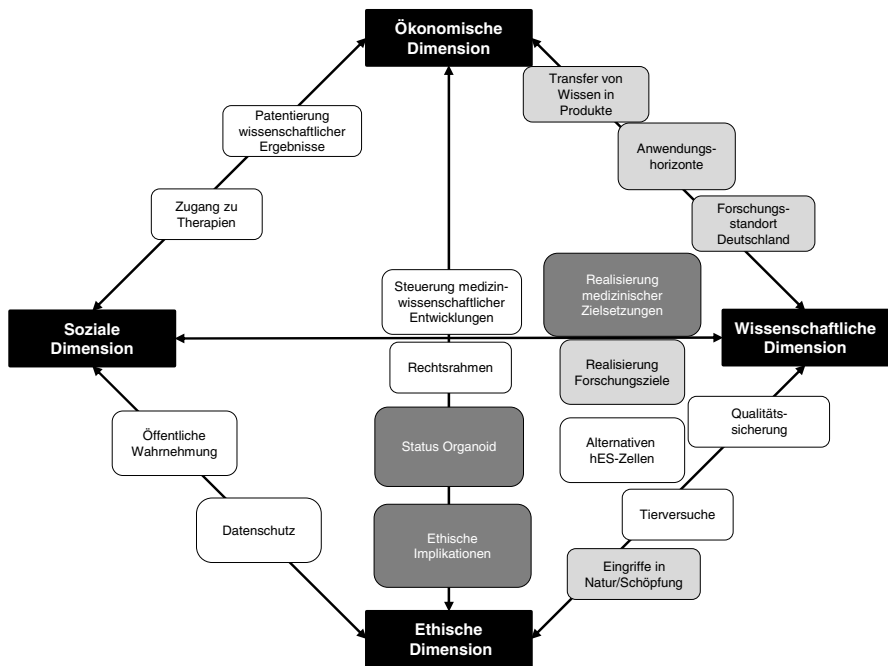 Ökonomische
Dimension
Transfer von
Wissen in
Produkte
Patentierung
wissenschaftlicher
Ergebnisse
Anwendungs-
horizonte
Zugang zu
Therapien
Forschungs-
standort
Deutschland
Steuerung medizin-
wissenschaftlicher
Entwicklungen
Realisierung
medizinischer
Zielsetzungen
Soziale
Dimension
Wissenschaftliche
Dimension
Rechtsrahmen
Realisierung
Forschungsziele
Öffentliche
Wahrnehmung
Status Organoid
Alternativen
hES-Zellen
Qualitäts-
sicherung
Datenschutz
Ethische
Implikationen
Tierversuche
Eingriffe in
Natur/Schöpfung
Ethische
Dimension